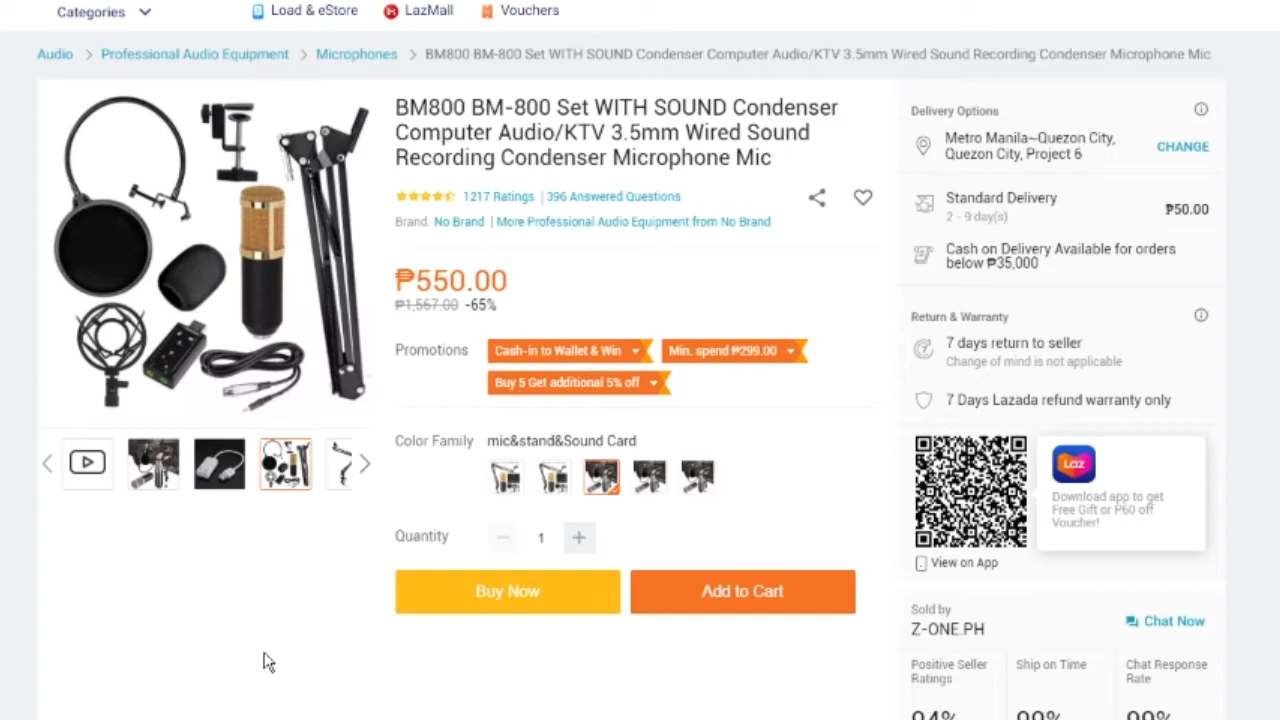 Categories
Load & eStore
LazMall
Vouchers
Audio > Professional Audio Equipment > Microphones > BM800 BM-800 Set WITH SOUND Condenser Computer Audio/KTV 3.5mm Wired Sound Recording Condenser Microphone Mic
BM800 BM-800 Set WITH SOUND Condenser
Computer Audio/KTV 3.5mm Wired Sound
Recording Condenser Microphone Mic
1217 Ratings | 396 Answered Questions
Brand: No Brand | More Professional Audio Equipment from No Brand
₱550.00
₱1,567.00 -65%
Promotions
Cash-in to Wallet & Win
Min. spend ₱299.00
Buy 5 Get additional 5% off
Color Family mic&stand&Sound Card
Quantity
1
Buy Now
Add to Cart
Delivery Options
Metro Manila~Quezon City,
Quezon City, Project 6
CHANGE
Standard Delivery
2 - 9 day(s)
₱50.00
Cash on Delivery Available for orders
below ₱35,000
Return & Warranty
7 days return to seller
Change of mind is not applicable
7 Days Lazada refund warranty only
Laz
Download app to get
Free Gift or P60 off
Voucher!
View on App
Sold by
Z-ONE.PH
Chat Now
Positive Seller
Ratings
Ship on Time
Chat Response
Rate
94%
99%
99%